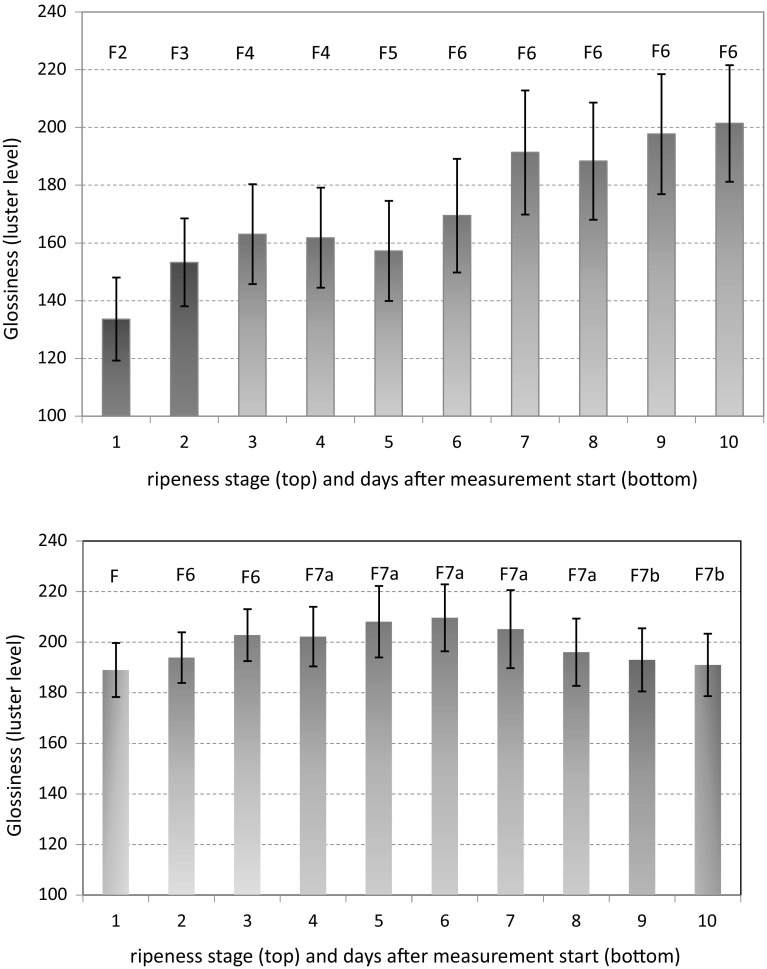 240
F2 F3 F4 F4 F5 F6 F6 F6 F6 F6
220
200
180
160
140
120
100
Glossiness (luster level)
1 2 3 4 5 6 7 8 9 10
ripeness stage (top) and days after measurement start (bottom)
240
F F6 F6 F7a F7a F7a F7a F7a F7b F7b
220
200
180
160
140
120
100
Glossiness (luster level)
1 2 3 4 5 6 7 8 9 10
ripeness stage (top) and days after measurement start (bottom)